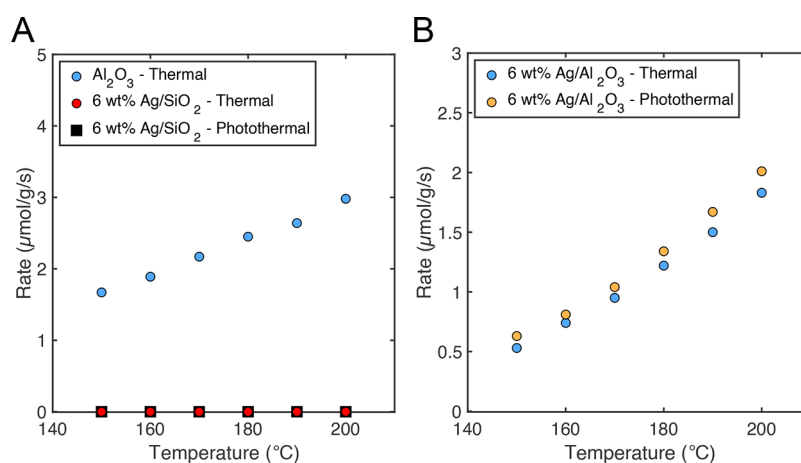 A
5
4
3
2
1
0
Rate (µmol/g/s)
Al₂O₃ - Thermal
6 wt% Ag/SiO₂ - Thermal
6 wt% Ag/SiO₂ - Photothermal
140
160
180
200
Temperature (°C)
B
3
2.5
2
1.5
1
0.5
0
Rate (µmol/g/s)
6 wt% Ag/Al₂O₃ - Thermal
6 wt% Ag/Al₂O₃ - Photothermal
140
160
180
200
Temperature (°C)